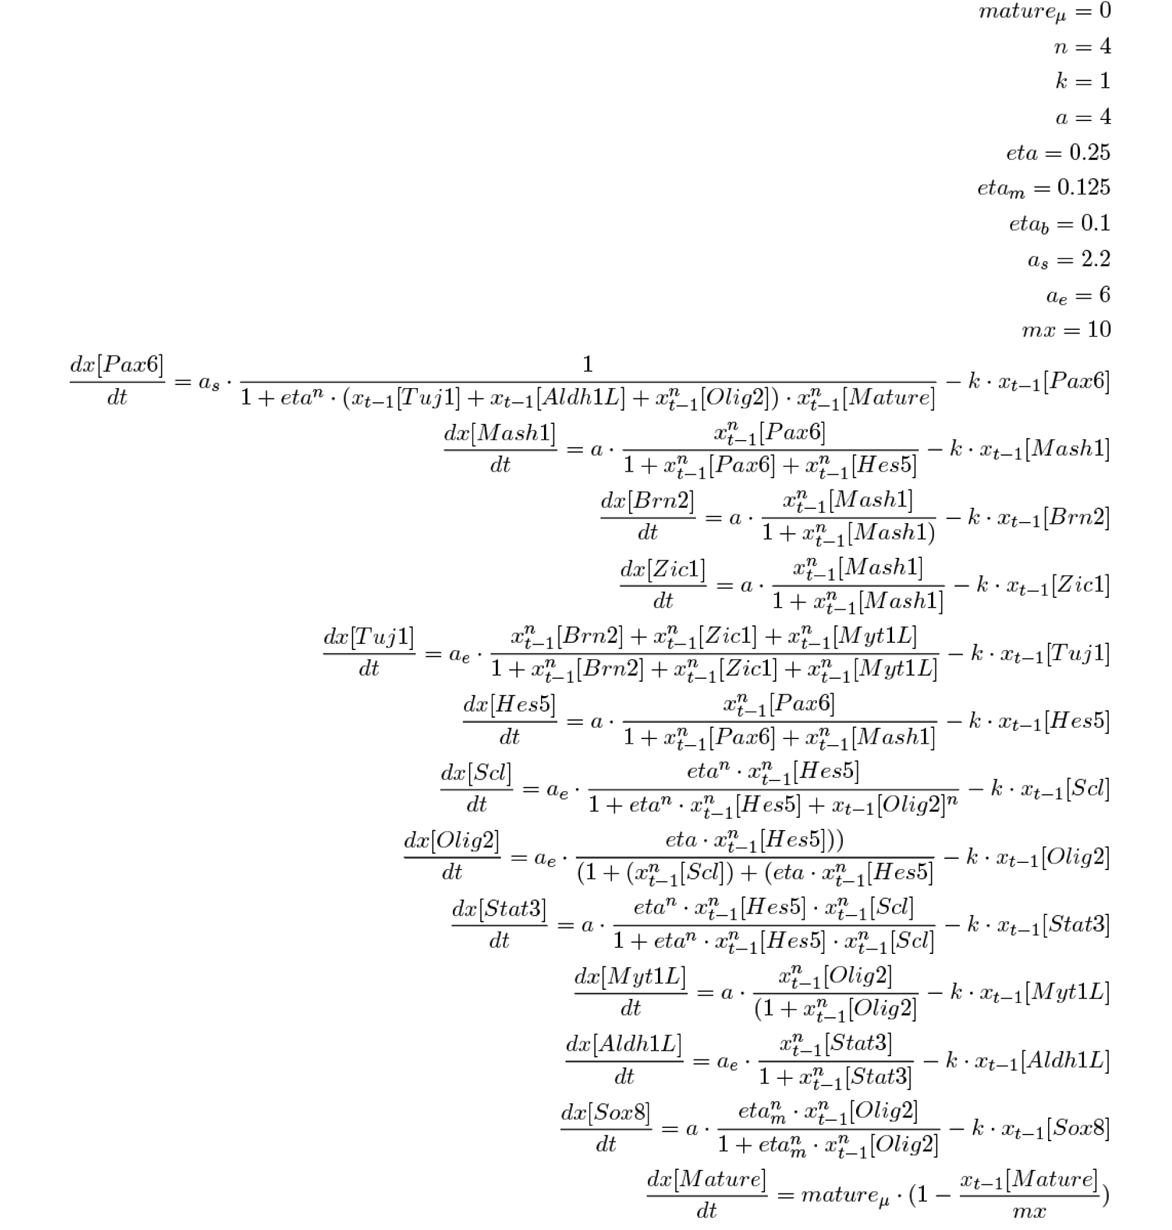 $mature_\mu = 0$
$n = 4$
$k = 1$
$a = 4$
$eta = 0.25$
$eta_m = 0.125$
$eta_b = 0.1$
$a_s = 2.2$
$a_e = 6$
$mx = 10$
$\frac{dx[Pax6]}{dt} = a_s \cdot \frac{1}{1 + eta^n \cdot (x_{t-1}[Tuj1] + x_{t-1}[Aldh1L] + x_{t-1}^n[Olig2]) \cdot x_{t-1}^n[Mature]} - k \cdot x_{t-1}[Pax6]$
$\frac{dx[Mash1]}{dt} = a \cdot \frac{x_{t-1}^n[Pax6]}{1 + x_{t-1}^n[Pax6] + x_{t-1}^n[Hes5]} - k \cdot x_{t-1}[Mash1]$
$\frac{dx[Brn2]}{dt} = a \cdot \frac{x_{t-1}^n[Mash1]}{1 + x_{t-1}^n[Mash1)} - k \cdot x_{t-1}[Brn2]$
$\frac{dx[Zic1]}{dt} = a \cdot \frac{x_{t-1}^n[Mash1]}{1 + x_{t-1}^n[Mash1]} - k \cdot x_{t-1}[Zic1]$
$\frac{dx[Tuj1]}{dt} = a_e \cdot \frac{x_{t-1}^n[Brn2] + x_{t-1}^n[Zic1] + x_{t-1}^n[Myt1L]}{1 + x_{t-1}^n[Brn2] + x_{t-1}^n[Zic1] + x_{t-1}^n[Myt1L]} - k \cdot x_{t-1}[Tuj1]$
$\frac{dx[Hes5]}{dt} = a \cdot \frac{x_{t-1}^n[Pax6]}{1 + x_{t-1}^n[Pax6] + x_{t-1}^n[Mash1]} - k \cdot x_{t-1}[Hes5]$
$\frac{dx[Scl]}{dt} = a_e \cdot \frac{eta^n \cdot x_{t-1}^n[Hes5]}{1 + eta^n \cdot x_{t-1}^n[Hes5] + x_{t-1}[Olig2]^n} - k \cdot x_{t-1}[Scl]$
$\frac{dx[Olig2]}{dt} = a_e \cdot \frac{eta \cdot x_{t-1}^n[Hes5]))}{(1 + (x_{t-1}^n[Scl]) + (eta \cdot x_{t-1}^n[Hes5]} - k \cdot x_{t-1}[Olig2]$
$\frac{dx[Stat3]}{dt} = a \cdot \frac{eta^n \cdot x_{t-1}^n[Hes5] \cdot x_{t-1}^n[Scl]}{1 + eta^n \cdot x_{t-1}^n[Hes5] \cdot x_{t-1}^n[Scl]} - k \cdot x_{t-1}[Stat3]$
$\frac{dx[Myt1L]}{dt} = a \cdot \frac{x_{t-1}^n[Olig2]}{(1 + x_{t-1}^n[Olig2]} - k \cdot x_{t-1}[Myt1L]$
$\frac{dx[Aldh1L]}{dt} = a_e \cdot \frac{x_{t-1}^n[Stat3]}{1 + x_{t-1}^n[Stat3]} - k \cdot x_{t-1}[Aldh1L]$
$\frac{dx[Sox8]}{dt} = a \cdot \frac{eta_m^n \cdot x_{t-1}^n[Olig2]}{1 + eta_m^n \cdot x_{t-1}^n[Olig2]} - k \cdot x_{t-1}[Sox8]$
$\frac{dx[Mature]}{dt} = mature_\mu \cdot (1 - \frac{x_{t-1}[Mature]}{mx})$